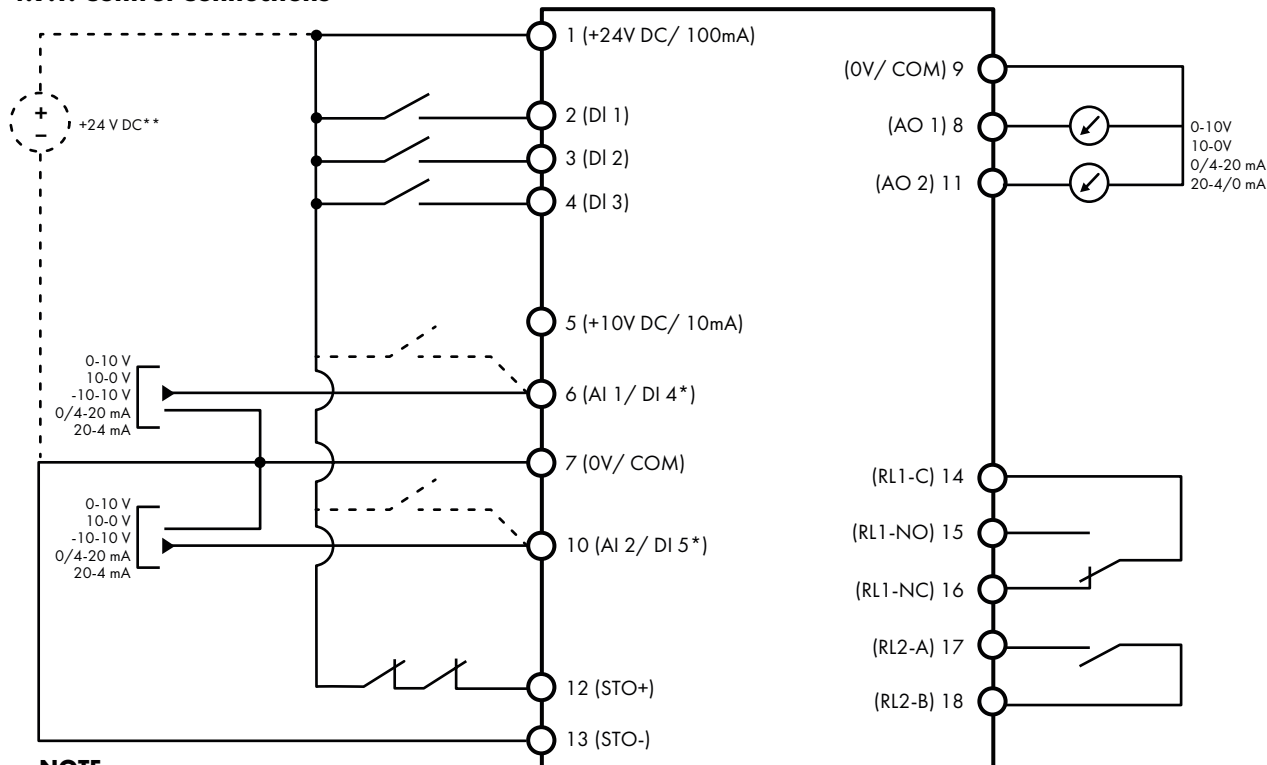 Control Connections
+24 V DC**
+
−
1 (+24V DC/ 100mA)
2 (DI 1)
3 (DI 2)
4 (DI 3)
5 (+10V DC/ 10mA)
0-10 V
10-0 V
-10-10 V
0/4-20 mA
20-4 mA
6 (AI 1/ DI 4*)
7 (0V/ COM)
0-10 V
10-0 V
-10-10 V
0/4-20 mA
20-4 mA
10 (AI 2/ DI 5*)
12 (STO+)
13 (STO-)
(0V/ COM) 9
(AO 1) 8
(AO 2) 11
0-10V
10-0V
0/4-20 mA
20-4/0 mA
(RL1-C) 14
(RL1-NO) 15
(RL1-NC) 16
(RL2-A) 17
(RL2-B) 18
NOTE